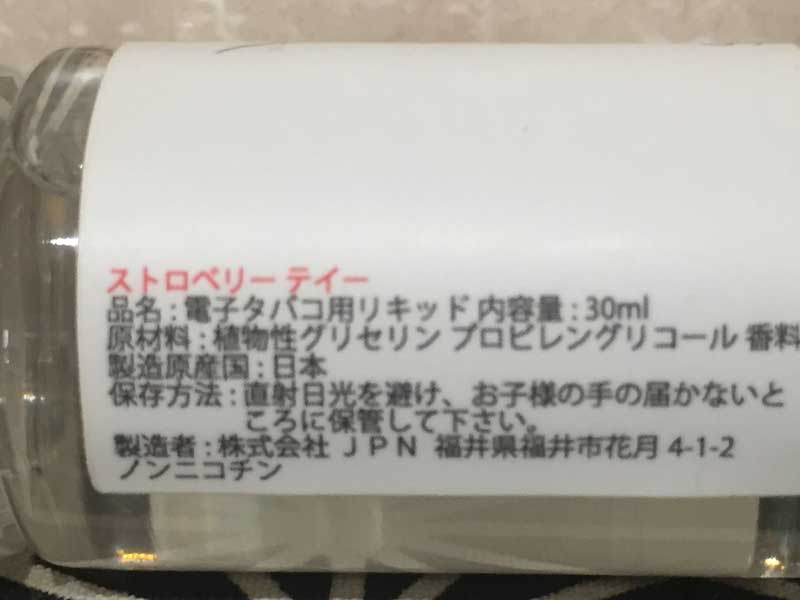 ストロベリー テイー
品名 : 電子タバコ用リキッド 内容量 : 30ml
原材料 : 植物性グリセリン プロピレングリコール 香料
製造原産国 : 日本
保存方法 : 直射日光を避け、お子様の手の届かないと
ころに保管して下さい。
製造者 : 株式会社 ＪＰＮ 福井県福井市花月 4-1-2
ノンニコチン